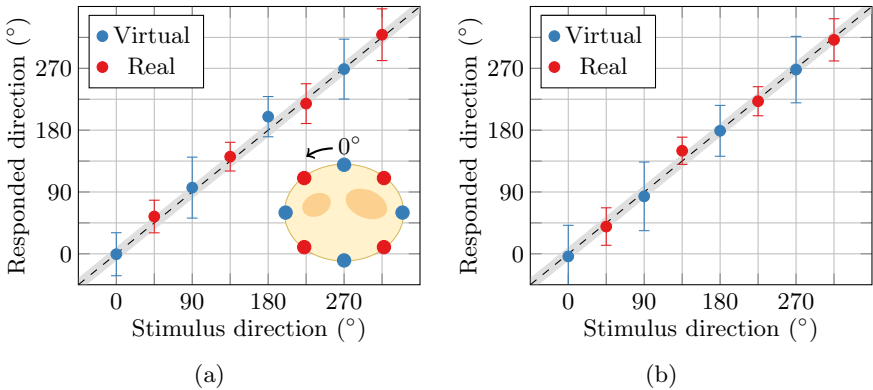 Virtual
Real
0°
270
180
90
0
Responded direction (°)
0
90
180
270
Stimulus direction (°)
(a)
Virtual
Real
270
180
90
0
Responded direction (°)
0
90
180
270
Stimulus direction (°)
(b)